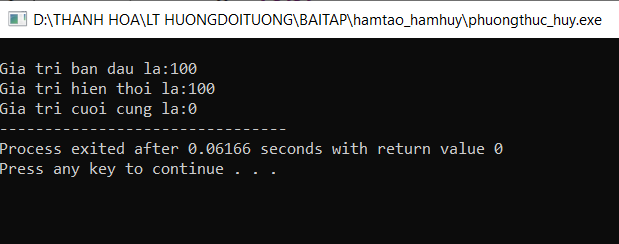 D:\THANH HOA\LT HUONGDOITUONG\BAITAP\hamtao_hamhuy\phuongthuc_huy.exe
Gia tri ban dau la:100
Gia tri hien thoi la:100
Gia tri cuoi cung la:0
--------------------------------
Process exited after 0.06166 seconds with return value 0
Press any key to continue . . .